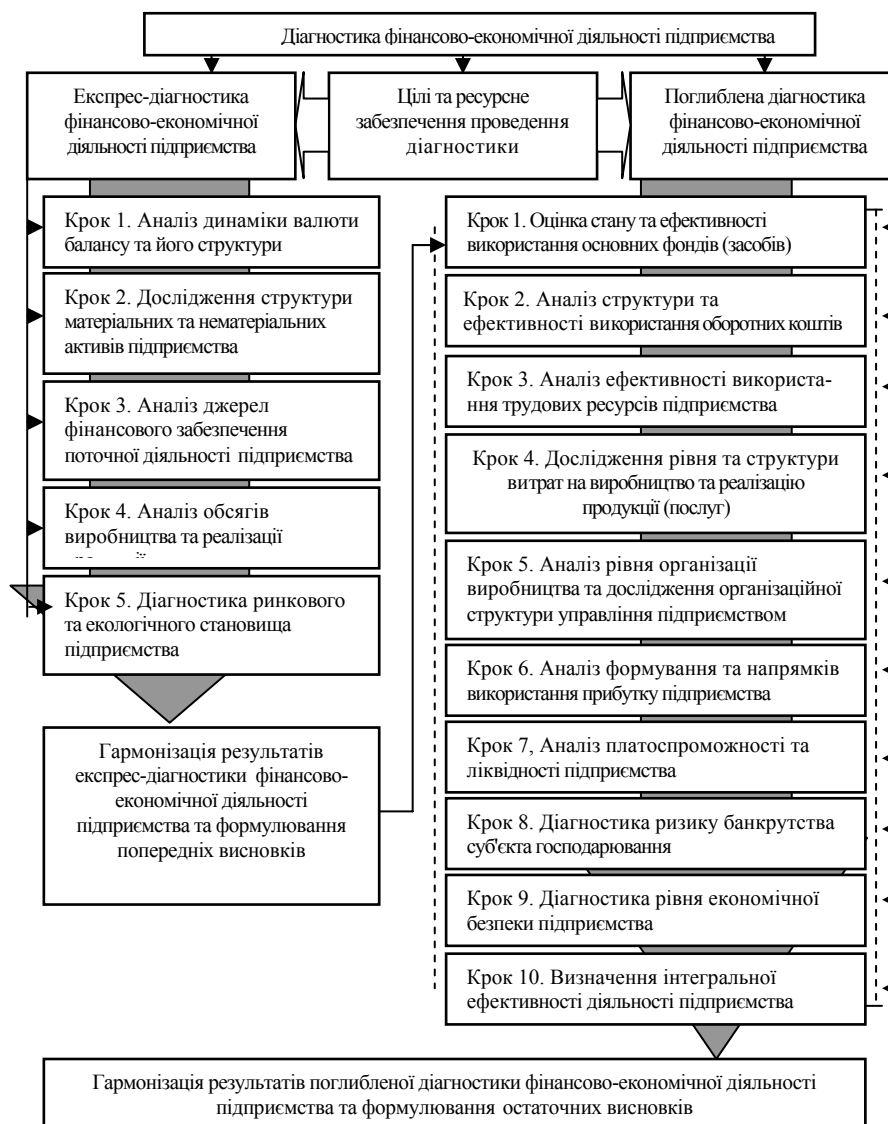 Діагностика фінансово-економічної діяльності підприємства
Експрес-діагностика
фінансово-економічної
діяльності підприємства
Цілі та ресурсне
забезпечення проведення
діагностики
Поглиблена діагностика
фінансово-економічної
діяльності підприємства
Крок 1. Аналіз динаміки валюти
балансу та його структури
Крок 2. Дослідження структури
матеріальних та нематеріальних
активів підприємства
Крок 3. Аналіз джерел
фінансового забезпечення
поточної діяльності підприємства
Крок 4. Аналіз обсягів
виробництва та реалізації
Крок 5. Діагностика ринкового
та екологічного становища
підприємства
Гармонізація результатів
експрес-діагностики фінансово-
економічної діяльності
підприємства та формулювання
попередніх висновків
Крок 1. Оцінка стану та ефективності
використання основних фондів (засобів)
Крок 2. Аналіз структури та
ефективності використання оборотних коштів
Крок 3. Аналіз ефективності використа-
ння трудових ресурсів підприємства
Крок 4. Дослідження рівня та структури
витрат на виробництво та реалізацію
продукції (послуг)
Крок 5. Аналіз рівня організації
виробництва та дослідження організаційної
структури управління підприємством
Крок 6. Аналіз формування та напрямків
використання прибутку підприємства
Крок 7, Аналіз платоспроможності та
ліквідності підприємства
Крок 8. Діагностика ризику банкрутства
суб'єкта господарювання
Крок 9. Діагностика рівня економічної
безпеки підприємства
Крок 10. Визначення інтегральної
ефективності діяльності підприємства
Гармонізація результатів поглибленої діагностики фінансово-економічної діяльності
підприємства та формулювання остаточних висновків